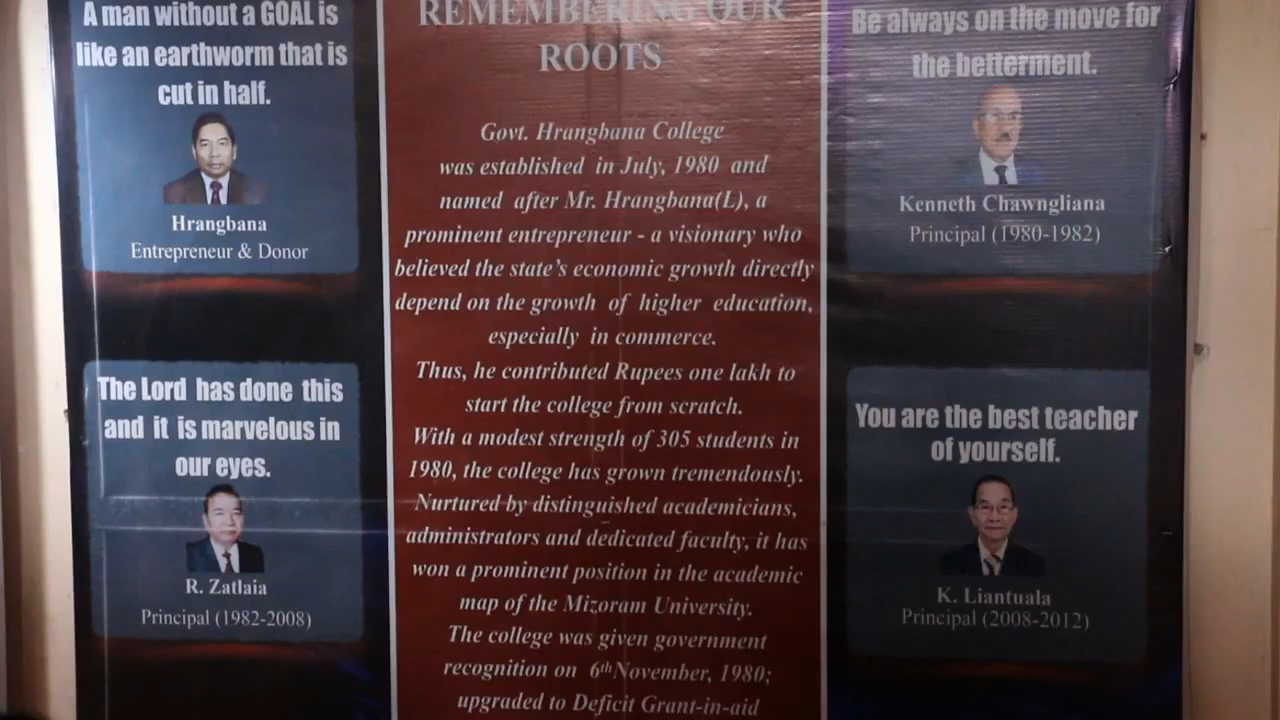 A man without a GOAL is
like an earthworm that is
cut in half.
Hrangbana
Entrepreneur & Donor
The Lord has done this
and it is marvelous in
our eyes.
R. Zatlaia
Principal (1982-2008)
REMEMBERING OUR
ROOTS
Govt. Hrangbana College
was established in July, 1980 and
named after Mr. Hrangbana(L), a
prominent entrepreneur - a visionary who
believed the state's economic growth directly
depend on the growth of higher education,
especially in commerce.
Thus, he contributed Rupees one lakh to
start the college from scratch.
With a modest strength of 305 students in
1980, the college has grown tremendously.
Nurtured by distinguished academicians,
administrators and dedicated faculty, it has
won a prominent position in the academic
map of the Mizoram University.
The college was given government
recognition on 6th November, 1980;
upgraded to Deficit Grant-in-aid
Be always on the move for
the betterment.
Kenneth Chawngliana
Principal (1980-1982)
You are the best teacher
of yourself.
K. Liantuala
Principal (2008-2012)